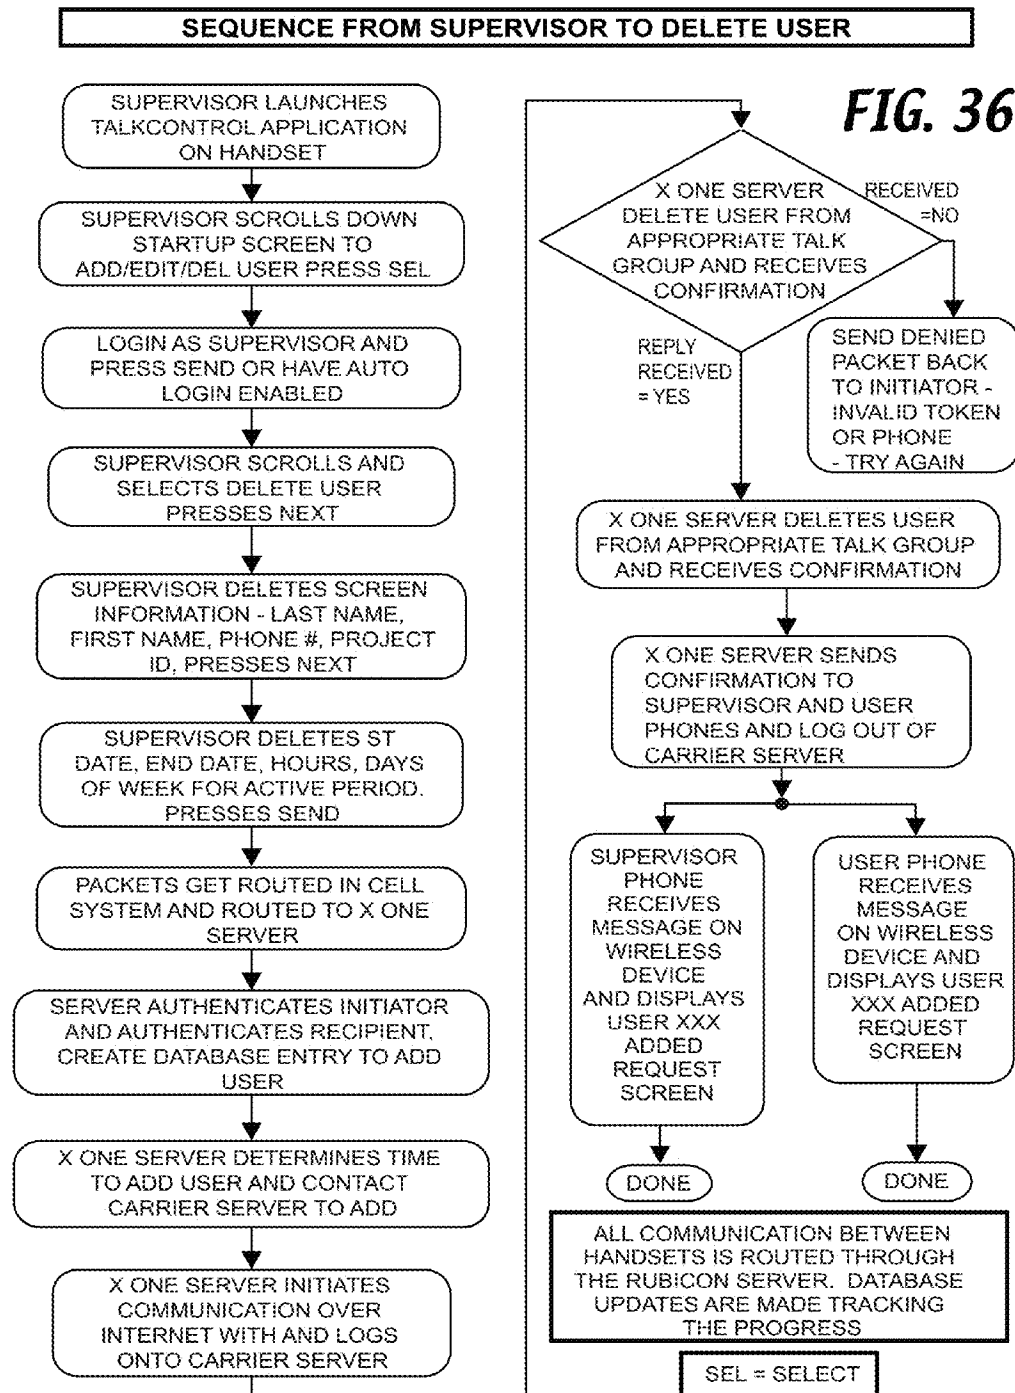 SEQUENCE FROM SUPERVISOR TO DELETE USER
FIG. 36
SUPERVISOR LAUNCHES
TALKCONTROL APPLICATION
ON HANDSET
SUPERVISOR SCROLLS DOWN
STARTUP SCREEN TO
ADD/EDIT/DEL USER PRESS SEL
LOGIN AS SUPERVISOR AND
PRESS SEND OR HAVE AUTO
LOGIN ENABLED
SUPERVISOR SCROLLS AND
SELECTS DELETE USER
PRESSES NEXT
SUPERVISOR DELETES SCREEN
INFORMATION - LAST NAME,
FIRST NAME, PHONE #, PROJECT
ID, PRESSES NEXT
SUPERVISOR DELETES ST
DATE, END DATE, HOURS, DAYS
OF WEEK FOR ACTIVE PERIOD.
PRESSES SEND
PACKETS GET ROUTED IN CELL
SYSTEM AND ROUTED TO X ONE
SERVER
SERVER AUTHENTICATES INITIATOR
AND AUTHENTICATES RECIPIENT,
CREATE DATABASE ENTRY TO ADD
USER
X ONE SERVER DETERMINES TIME
TO ADD USER AND CONTACT
CARRIER SERVER TO ADD
X ONE SERVER INITIATES
COMMUNICATION OVER
INTERNET WITH AND LOGS
ONTO CARRIER SERVER
X ONE SERVER
DELETE USER FROM
APPROPRIATE TALK
GROUP AND RECEIVES
CONFIRMATION
RECEIVED
=NO
REPLY
RECEIVED
= YES
SEND DENIED
PACKET BACK
TO INITIATOR -
INVALID TOKEN
OR PHONE
- TRY AGAIN
X ONE SERVER DELETES USER
FROM APPROPRIATE TALK GROUP
AND RECEIVES CONFIRMATION
X ONE SERVER SENDS
CONFIRMATION TO
SUPERVISOR AND USER
PHONES AND LOG OUT OF
CARRIER SERVER
SUPERVISOR
PHONE
RECEIVES
MESSAGE ON
WIRELESS
DEVICE
AND DISPLAYS
USER XXX
ADDED
REQUEST
SCREEN
USER PHONE
RECEIVES
MESSAGE
ON WIRELESS
DEVICE AND
DISPLAYS USER
XXX ADDED
REQUEST
SCREEN
DONE
DONE
ALL COMMUNICATION BETWEEN
HANDSETS IS ROUTED THROUGH
THE RUBICON SERVER. DATABASE
UPDATES ARE MADE TRACKING
THE PROGRESS
SEL = SELECT